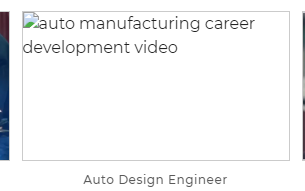 auto manufacturing career
development video
Auto Design Engineer